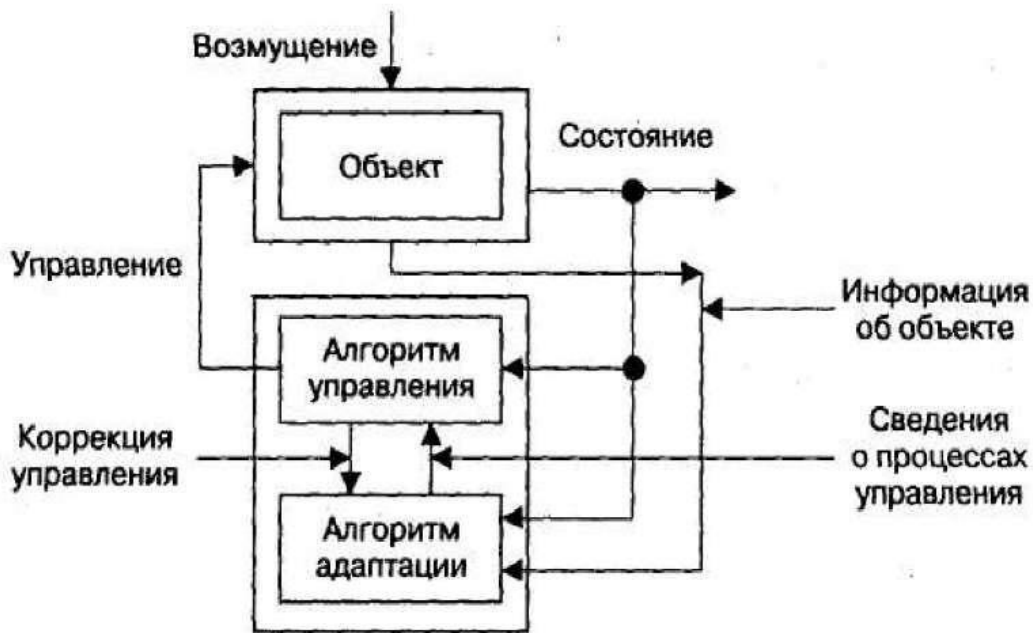 Возмущение
Объект
Состояние
Управление
Информация
об объекте
Алгоритм
управления
Коррекция
управления
Сведения
о процессах
управления
Алгоритм
адаптации